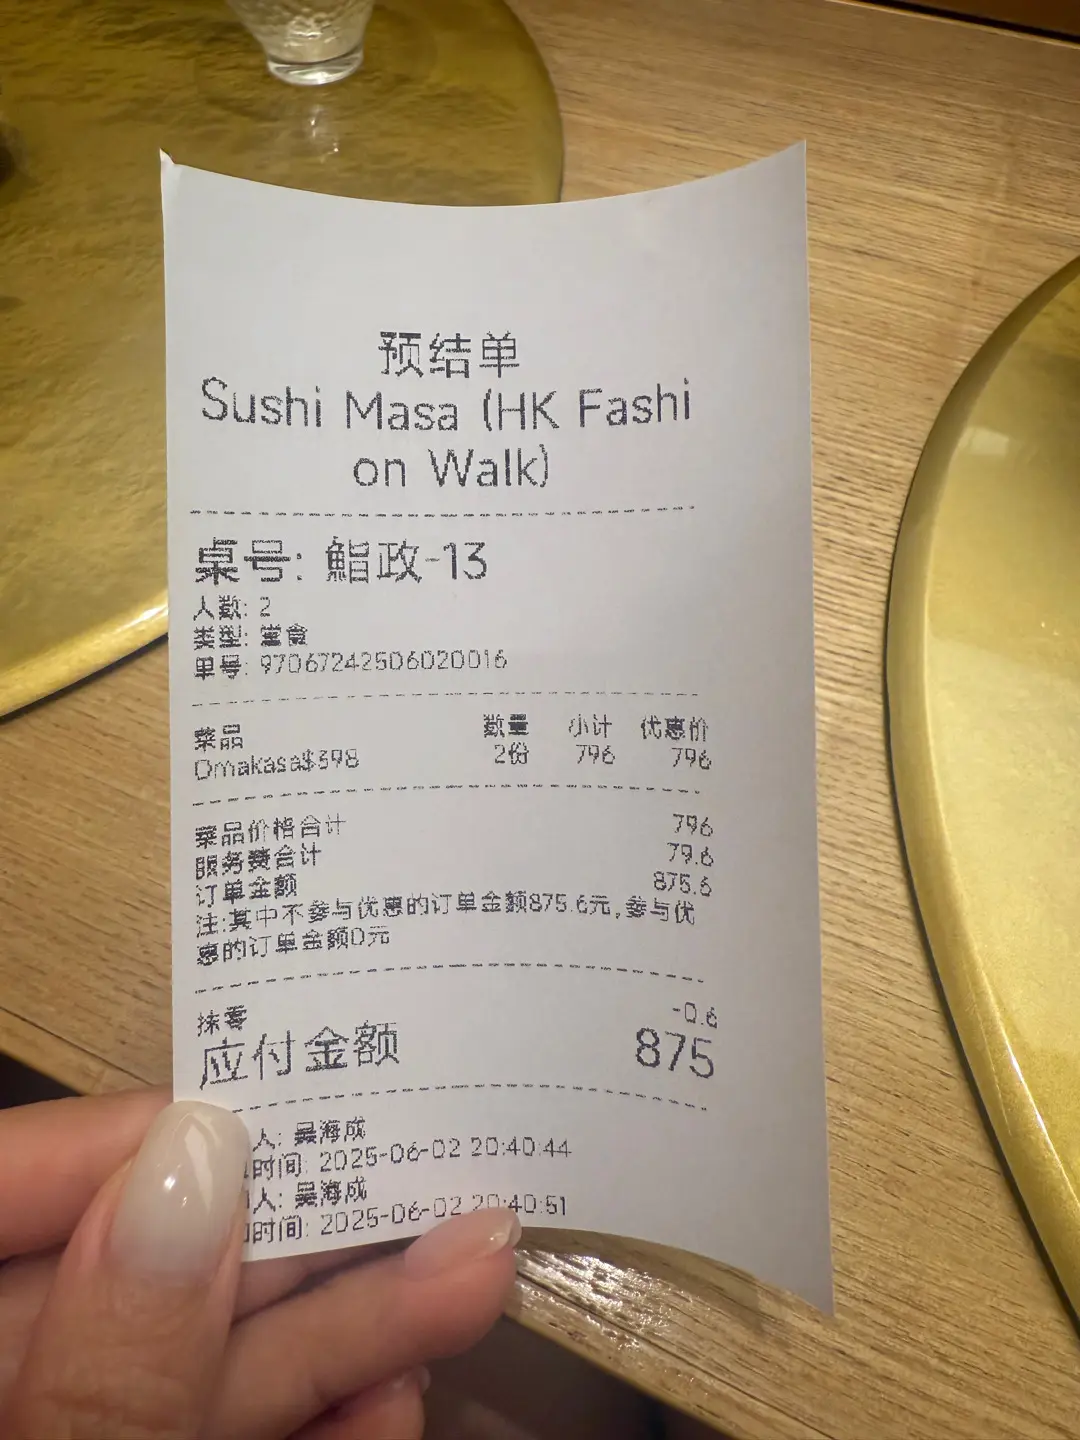 预结单
Sushi Masa (HK Fashi
on Walk)
桌号: 鮨政-13
人数: 2
类型: 堂食
单号: 97067242506020016
菜品 数量 小计 优惠价
Omakasa$398 2份 796 796
菜品价格合计 796
服务费合计 79.6
订单金额 875.6
注:其中不参与优惠的订单金额875.6元,参与优
惠的订单金额0元
抹零 -0.6
应付金额 875
人: 吴海成
时间: 2025-06-02 20:40:44
人: 吴海成
时间: 2025-06-02 20:40:51